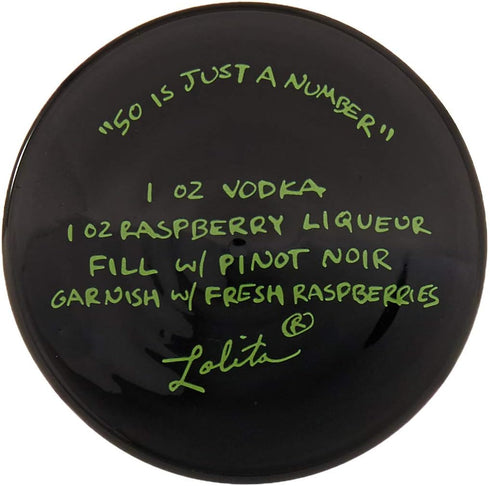 "50 IS JUST A NUMBER"
1 OZ VODKA
1 OZ RASPBERRY LIQUEUR
FILL W/ PINOT NOIR
GARNISH W/ FRESH RASPBERRIES
Lolita ®